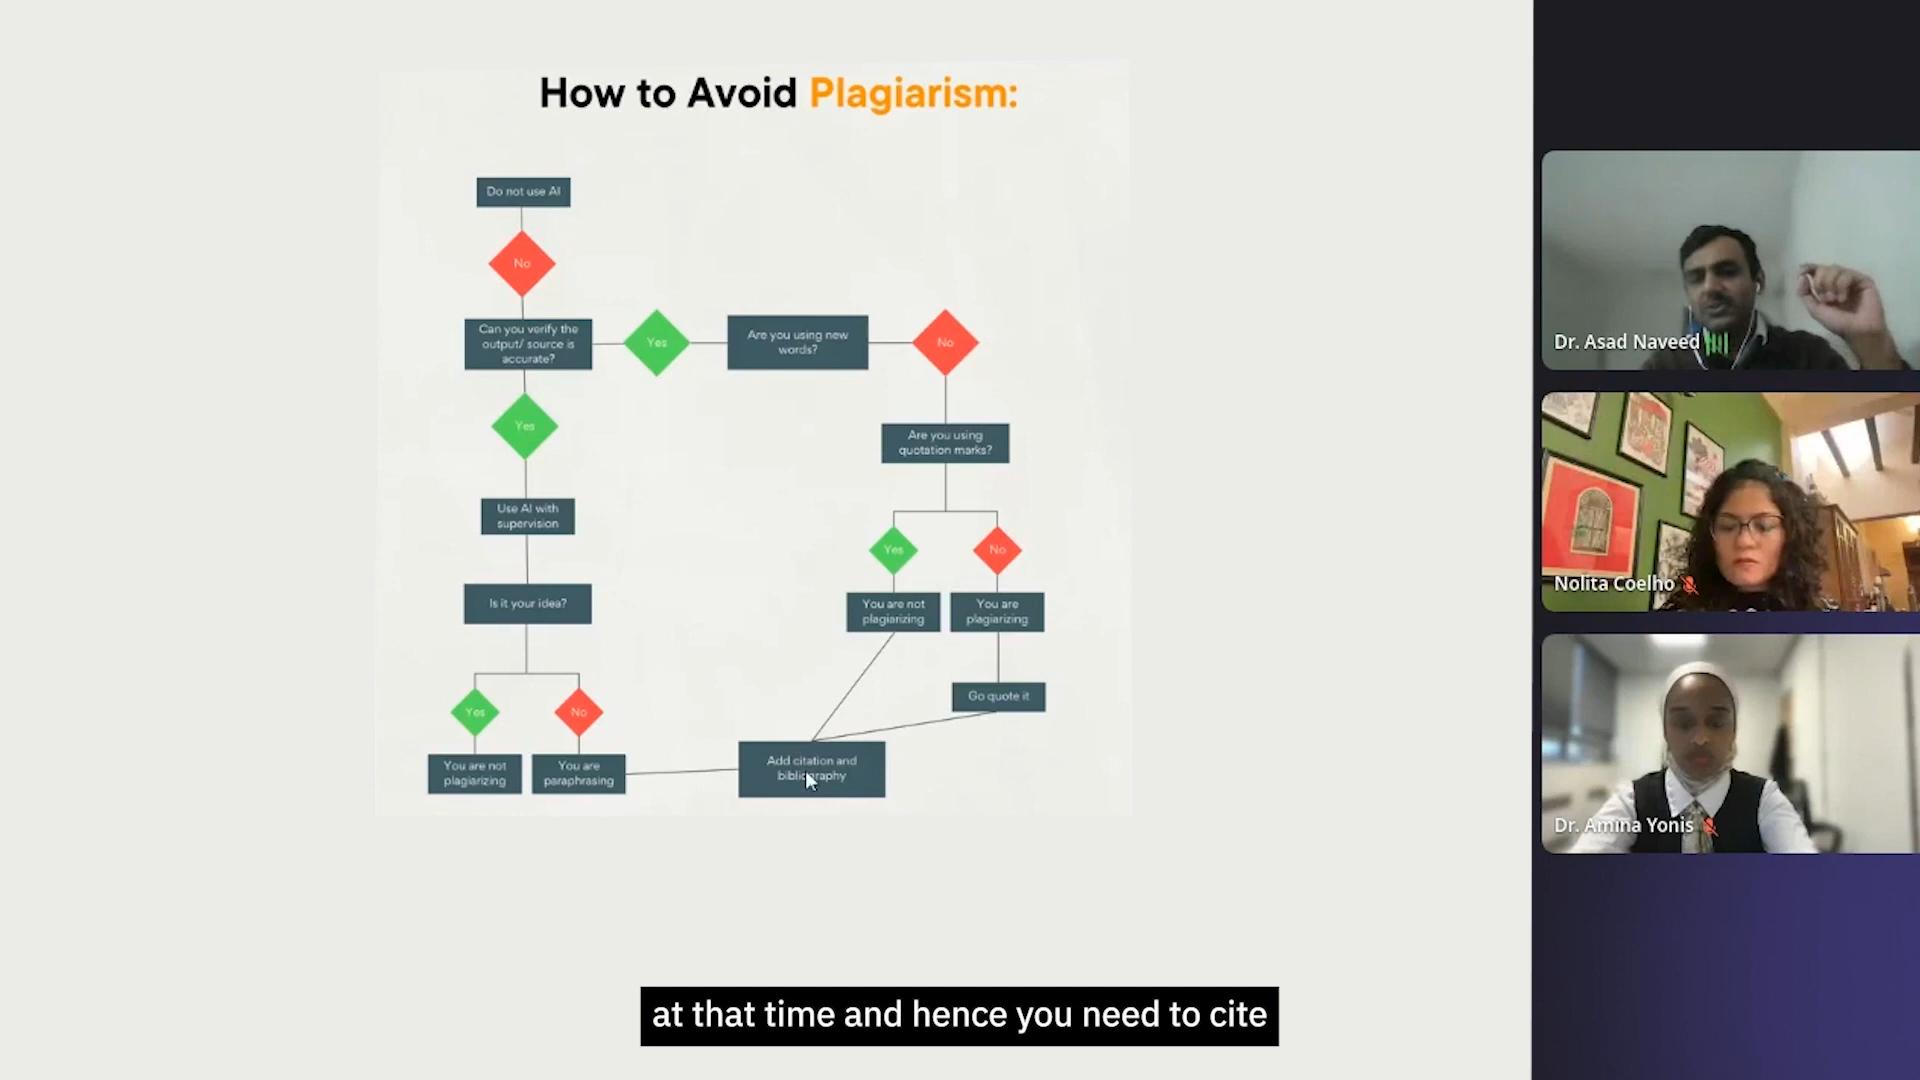 How to Avoid Plagiarism:
Do not use AI
No
Can you verify the
output/ source is
accurate?
Yes
Are you using new
words?
No
Yes
Are you using
quotation marks?
Use AI with
supervision
Yes
No
Is it your idea?
You are not
plagiarizing
You are
plagiarizing
Go quote it
Yes
No
You are not
plagiarizing
You are
paraphrasing
Add citation and
bibliography
Dr. Asad Naveed
Nolita Coelho
Dr. Amina Yonis
at that time and hence you need to cite